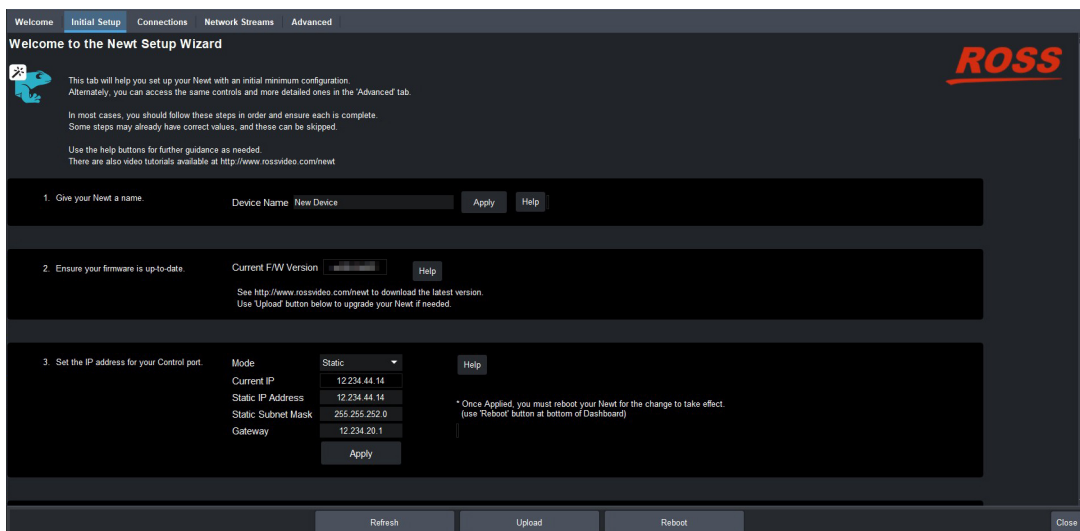 Welcome Initial Setup Connections Network Streams Advanced
Welcome to the Newt Setup Wizard
ROSS
This tab will help you set up your Newt with an initial minimum configuration.
Alternately, you can access the same controls and more detailed ones in the 'Advanced' tab.
In most cases, you should follow these steps in order and ensure each is complete.
Some steps may already have correct values, and these can be skipped.
Use the help buttons for further guidance as needed.
There are also video tutorials available at http://www.rossvideo.com/newt
1. Give your Newt a name. Device Name New Device Apply Help
2. Ensure your firmware is up-to-date. Current F/W Version Help
See http://www.rossvideo.com/newt to download the latest version.
Use 'Upload' button below to upgrade your Newt if needed.
3. Set the IP address for your Control port. Mode Static Help
Current IP 12.234.44.14
Static IP Address 12.234.44.14
* Once Applied, you must reboot your Newt for the change to take effect.
Static Subnet Mask 255.255.252.0
(use 'Reboot' button at bottom of Dashboard)
Gateway 12.234.20.1
Apply
Refresh Upload Reboot Close